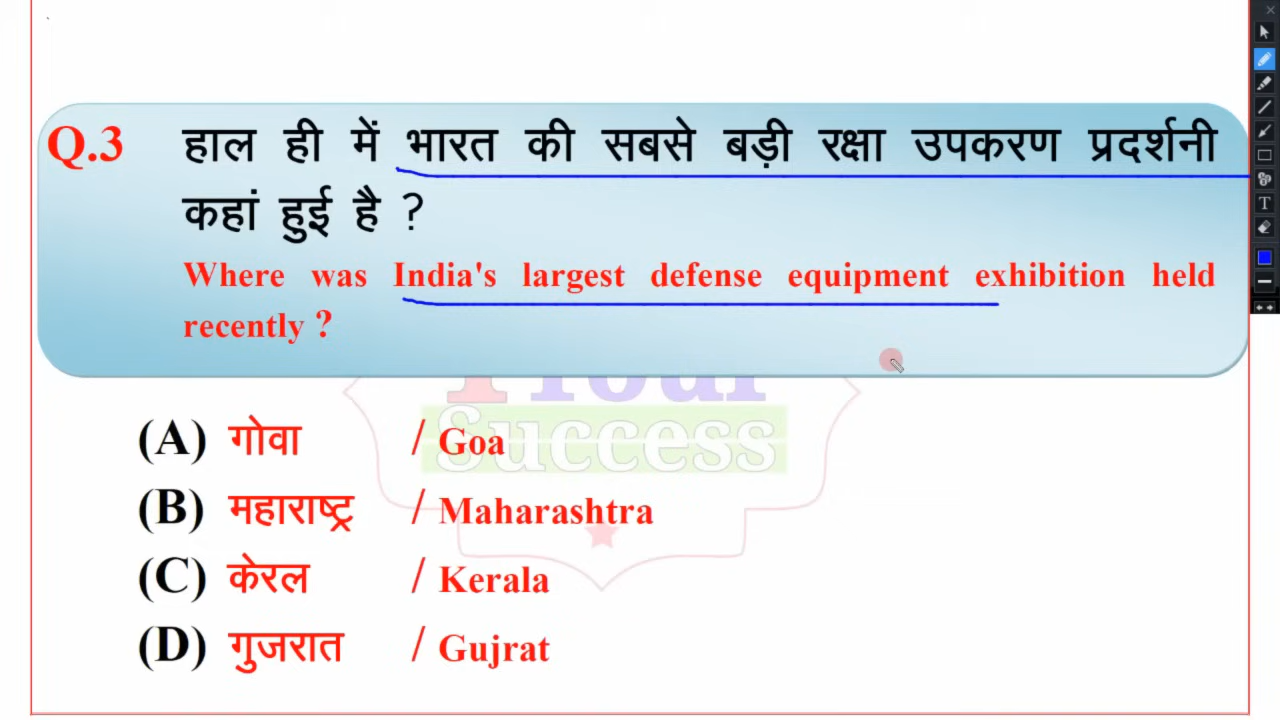 Q.3 हाल ही में भारत की सबसे बड़ी रक्षा उपकरण प्रदर्शनी
कहां हुई है ?
Where was India's largest defense equipment exhibition held
recently ?
(A) गोवा / Goa
Success
(B) महाराष्ट्र / Maharashtra
(C) केरल / Kerala
(D) गुजरात / Gujrat